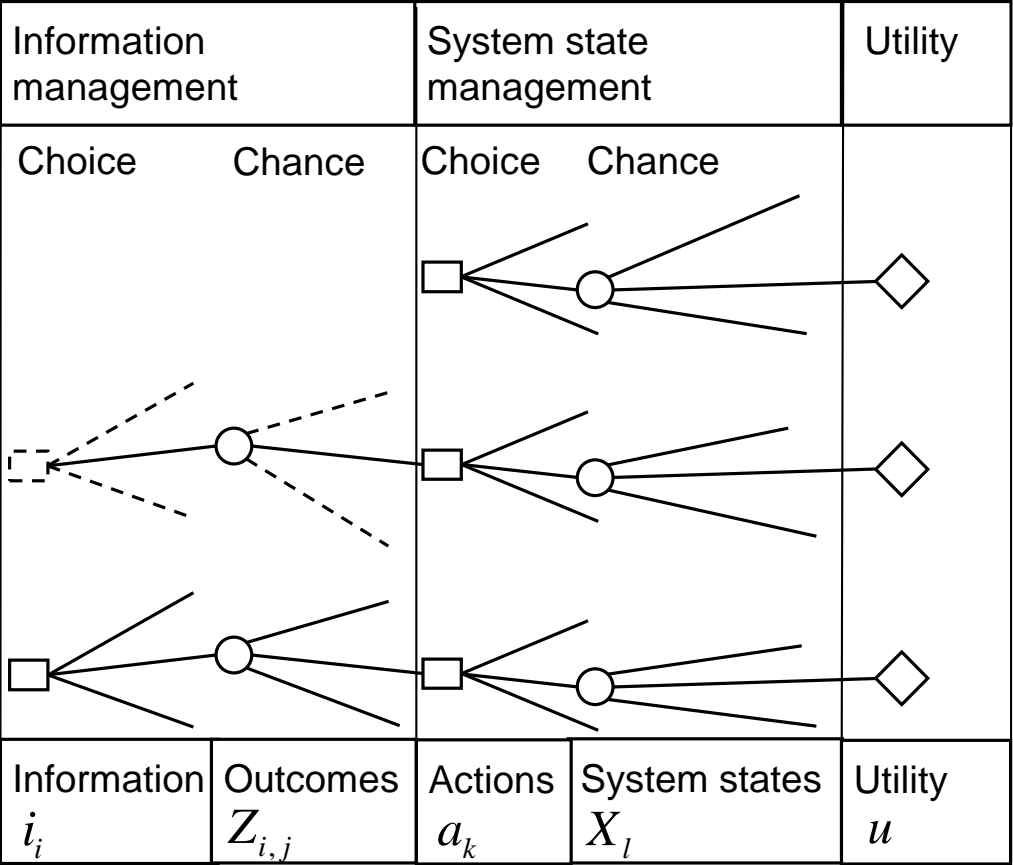 Information
management
System state
management
Utility
Choice
Chance
Choice
Chance
Information
i_i
Outcomes
Z_{i,j}
Actions
a_k
System states
X_l
Utility
u